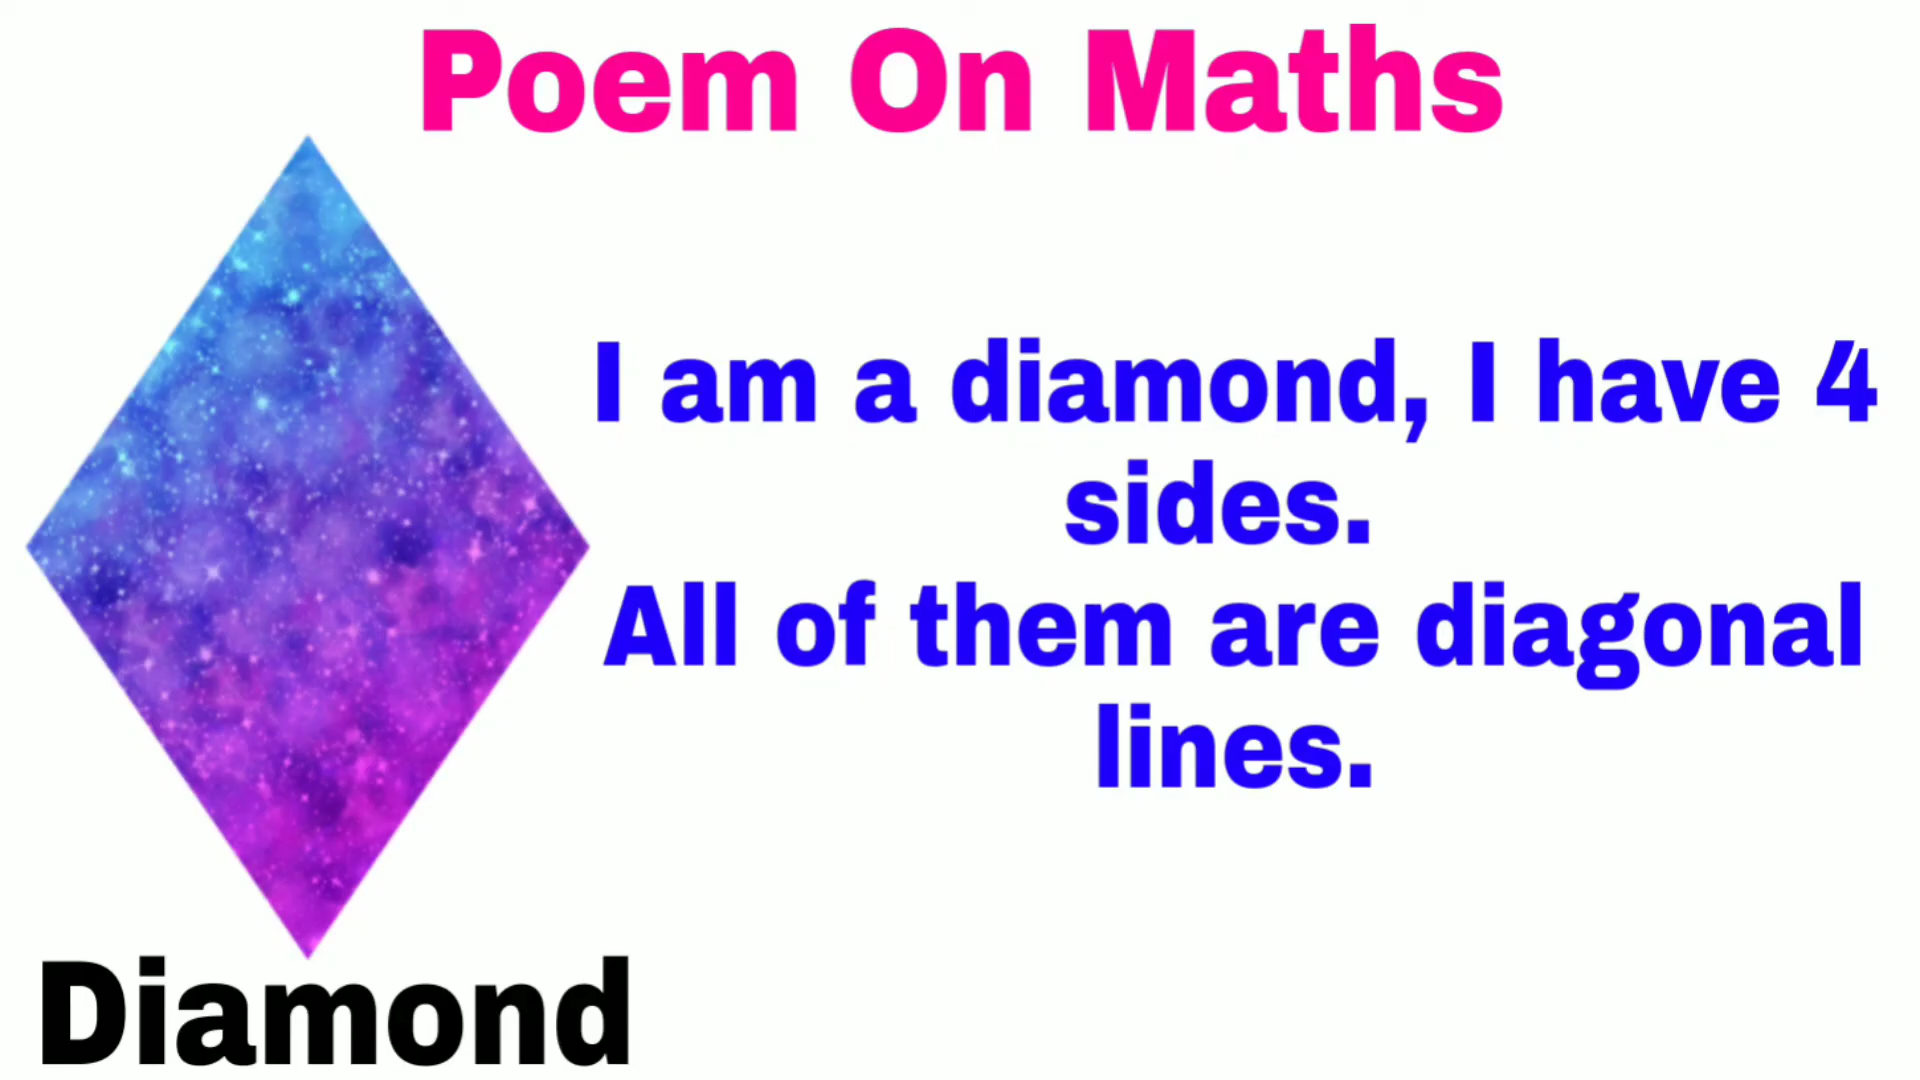 Poem On Maths
I am a diamond, I have 4
sides.
All of them are diagonal
lines.
Diamond